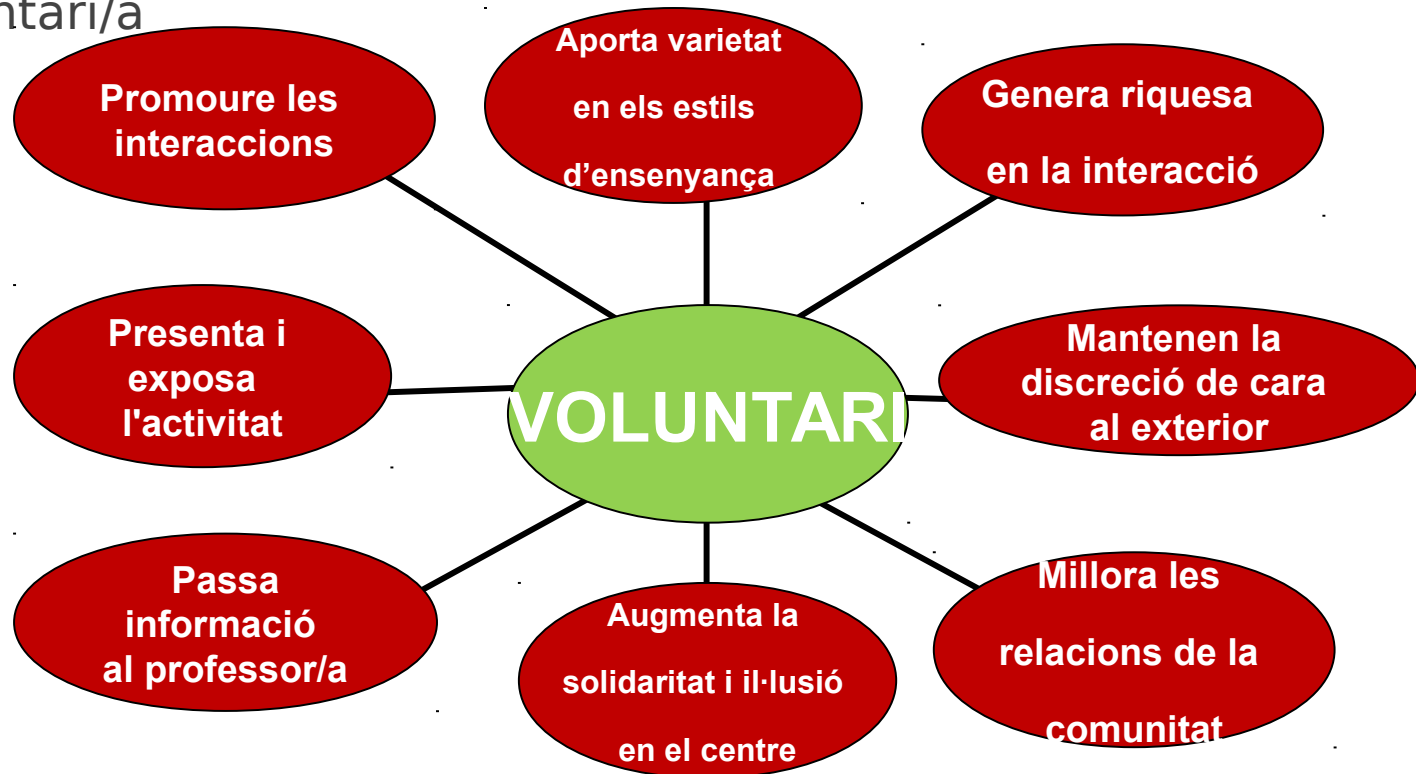 ntari/a
Promoure les
interaccions
Aporta varietat
en els estils
d’ensenyança
Genera riquesa
en la interacció
Presenta i
exposa
l'activitat
VOLUNTARI
Mantenen la
discreció de cara
al exterior
Passa
informació
al professor/a
Augmenta la
solidaritat i il·lusió
en el centre
Millora les
relacions de la
comunitat